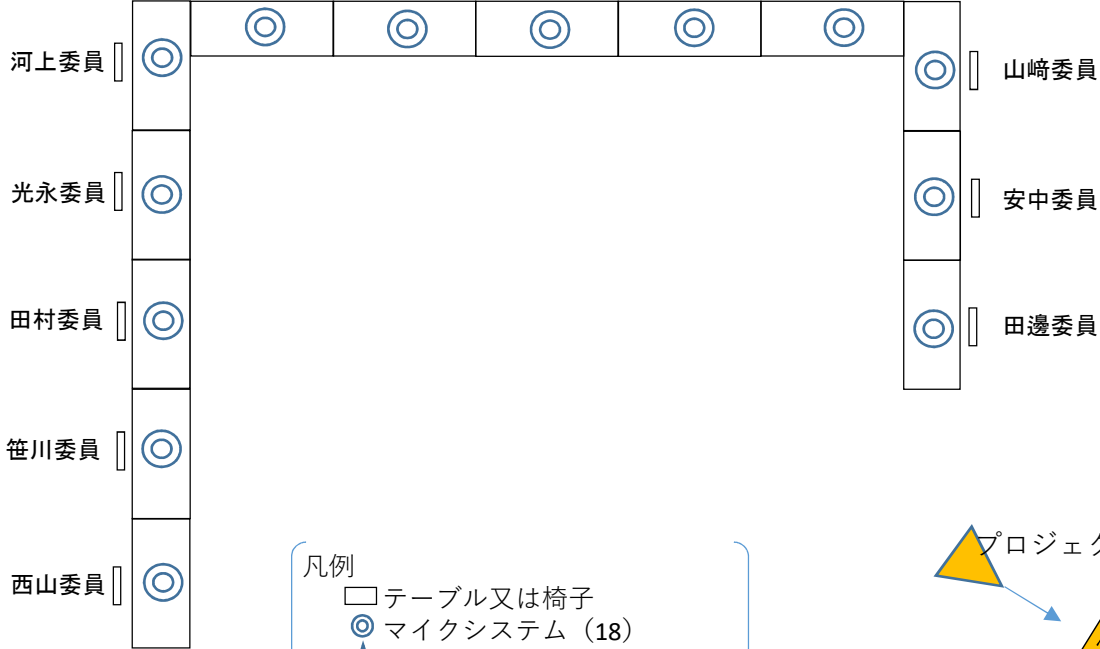 河上委員
光永委員
田村委員
笹川委員
西山委員
山﨑委員
安中委員
田邊委員
凡例
テーブル又は椅子
マイクシステム（18）
プロジェク